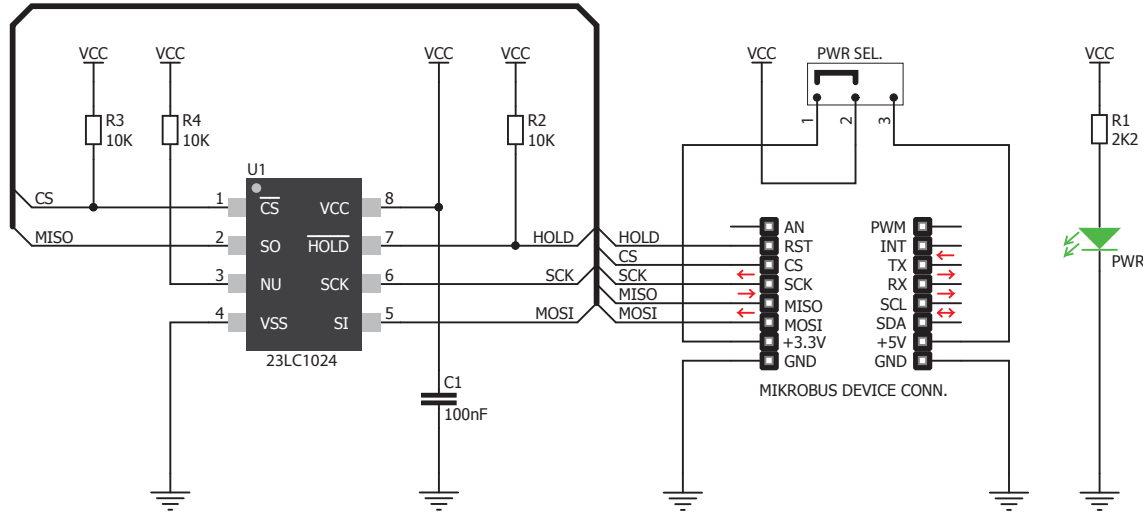 VCC VCC VCC VCC VCC PWR SEL. VCC
R3 10K
R4 10K
R2 10K
R1 2K2
1 2 3
U1
CS 1 CS VCC 8
MISO 2 SO HOLD 7 HOLD HOLD
3 NU SCK 6 SCK SCK
4 VSS SI 5 MOSI MOSI
CS
MISO
23LC1024
C1
100nF
AN PWM
RST INT
CS TX
SCK RX
MISO SCL
MOSI SDA
+3.3V +5V
GND GND
MIKROBUS DEVICE CONN.
PWR